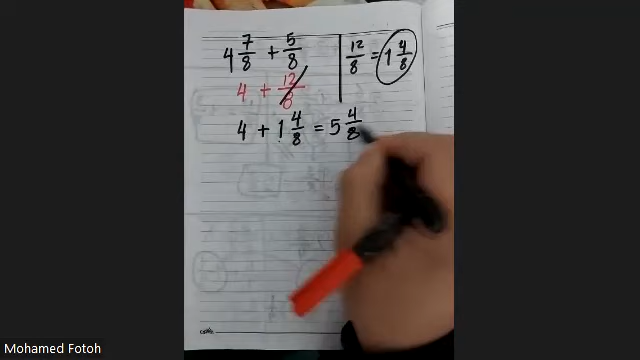 4 7/8 + 5/8
12/8 = 1 4/8
4 + 12/8
4 + 1 4/8 = 5 4/8
Mohamed Fotoh